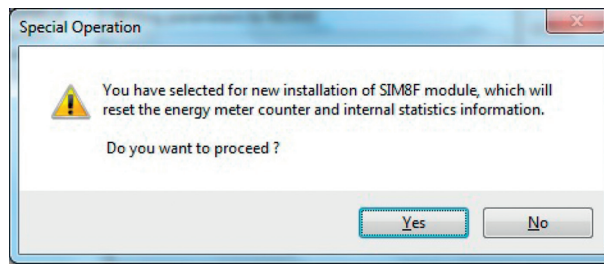 Special Operation
You have selected for new installation of SIM8F module, which will
reset the energy meter counter and internal statistics information.
Do you want to proceed ?
Yes
No